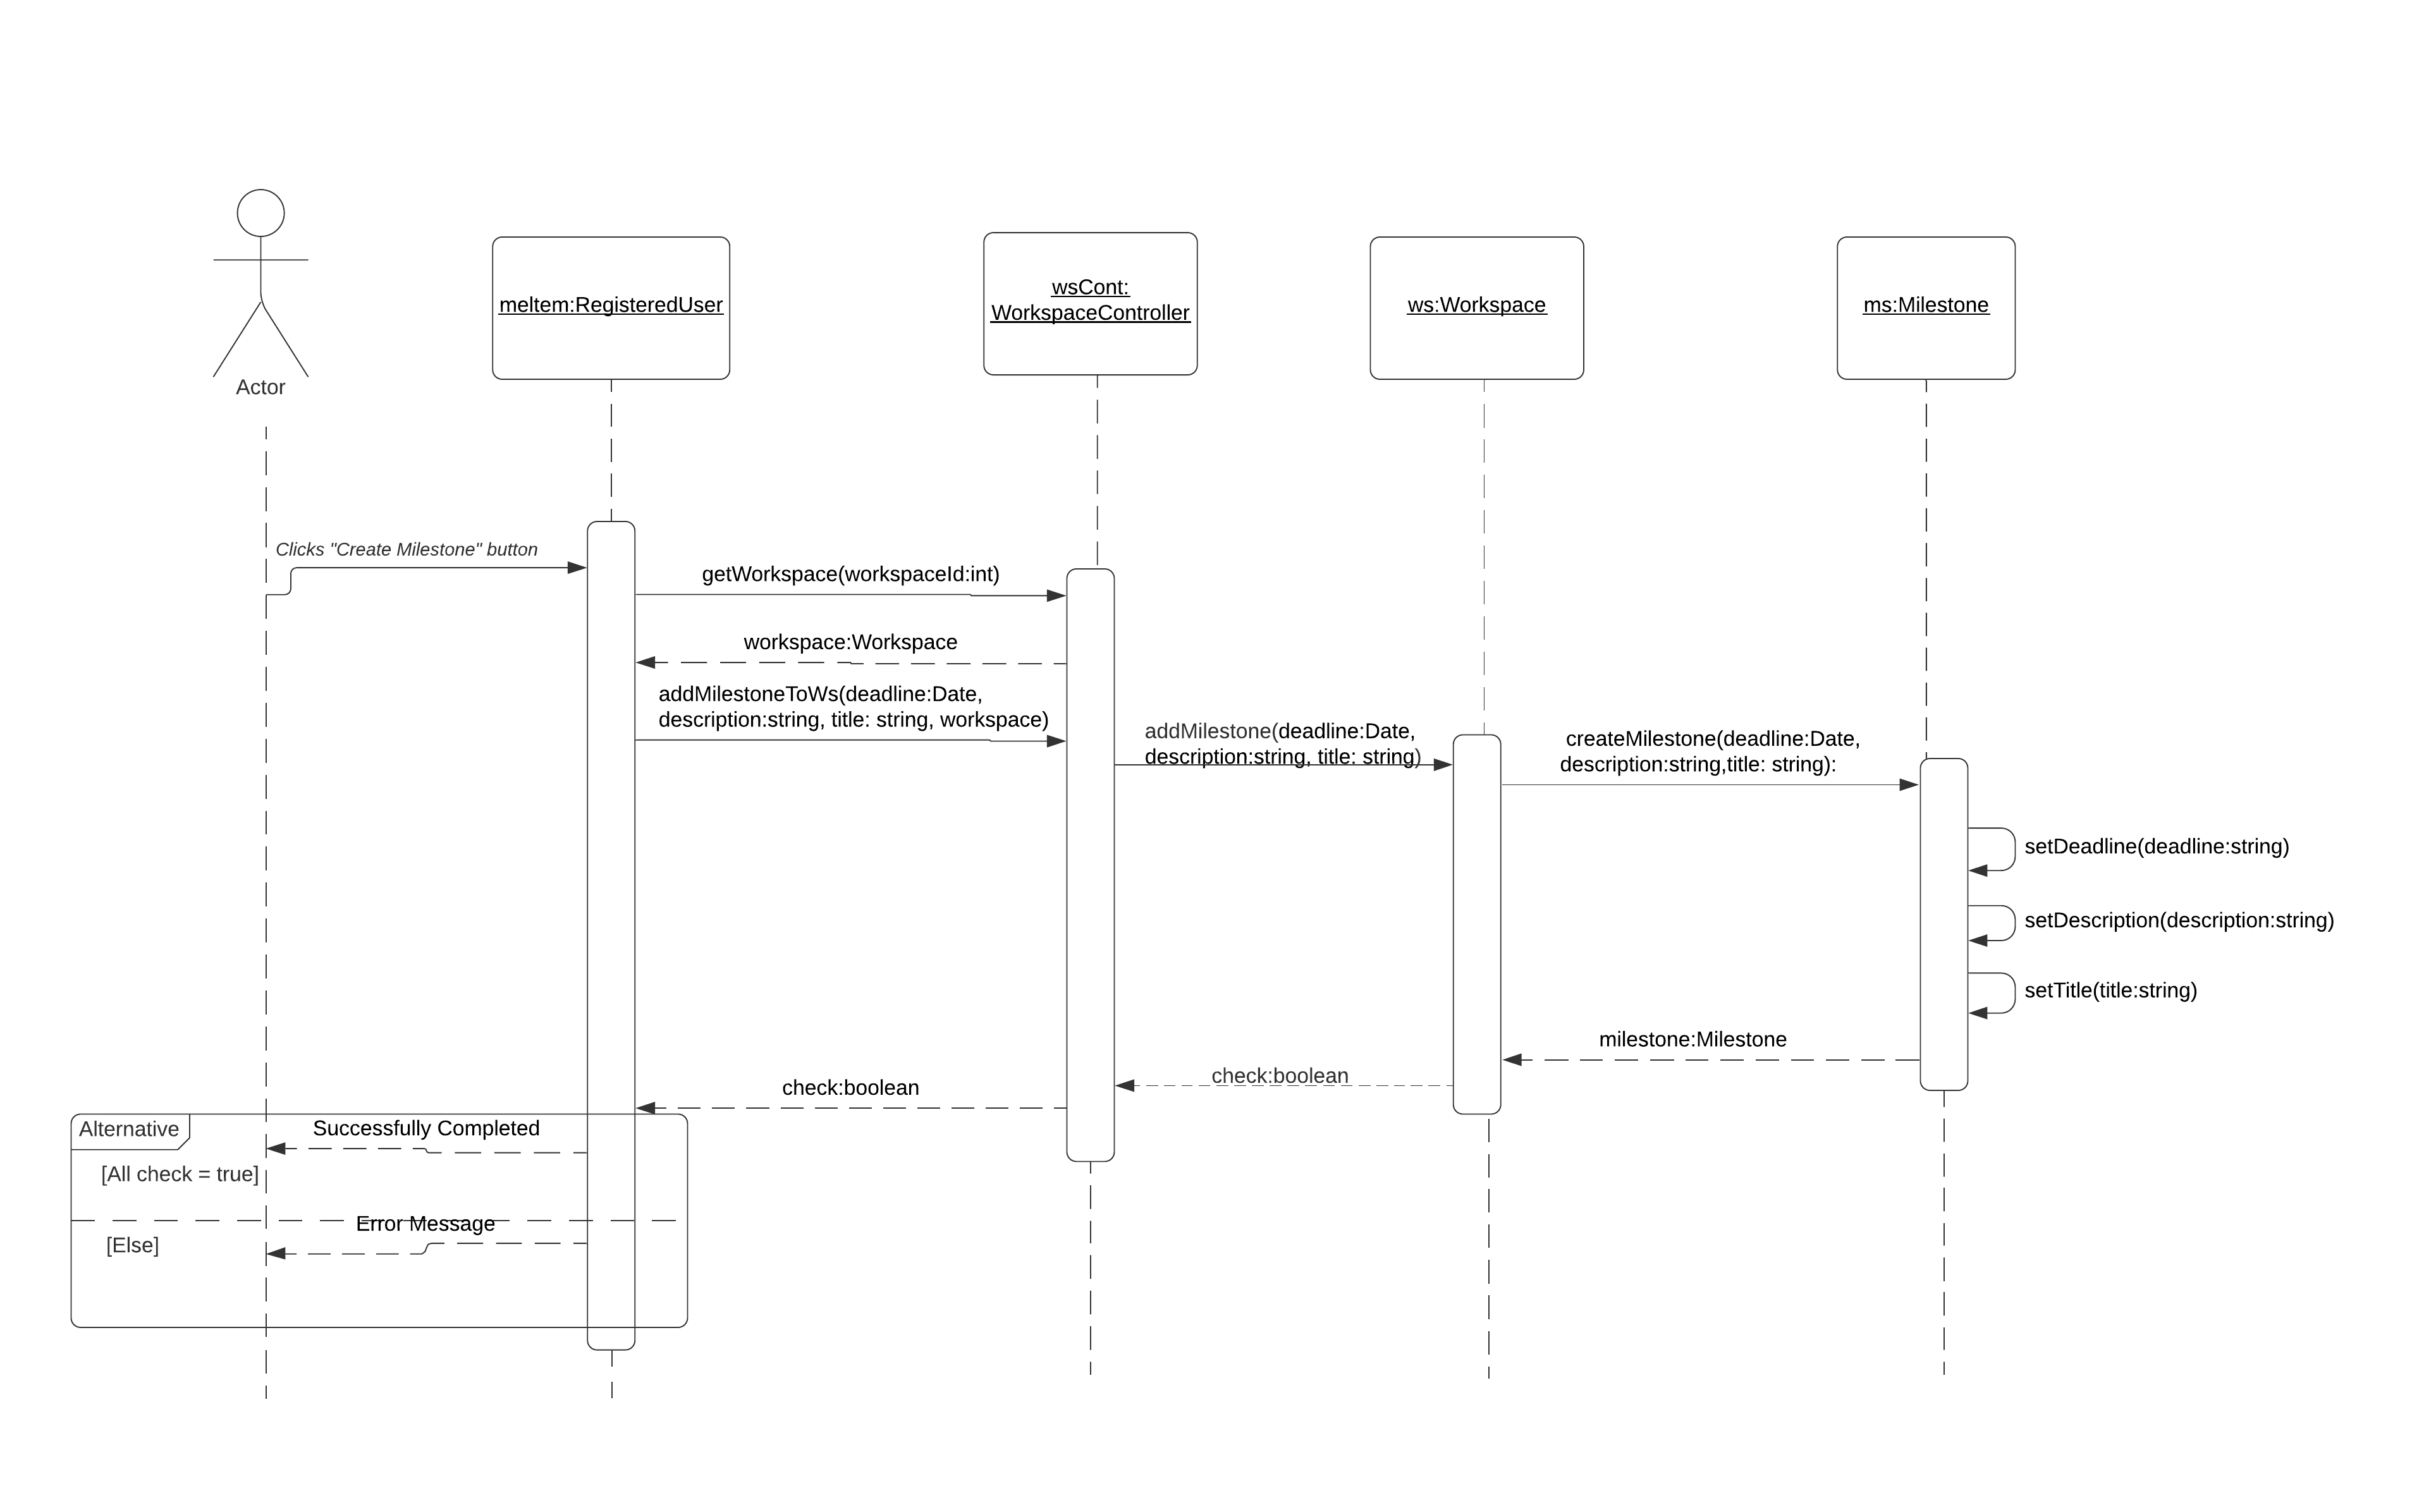 Actor
meltem:RegisteredUser
wsCont:
WorkspaceController
ws:Workspace
ms:Milestone
Clicks "Create Milestone" button
getWorkspace(workspaceId:int)
workspace:Workspace
addMilestoneToWs(deadline:Date,
description:string, title: string, workspace)
addMilestone(deadline:Date,
description:string, title: string)
createMilestone(deadline:Date,
description:string,title: string):
setDeadline(deadline:string)
setDescription(description:string)
setTitle(title:string)
milestone:Milestone
check:boolean
check:boolean
Alternative
Successfully Completed
[All check = true]
Error Message
[Else]